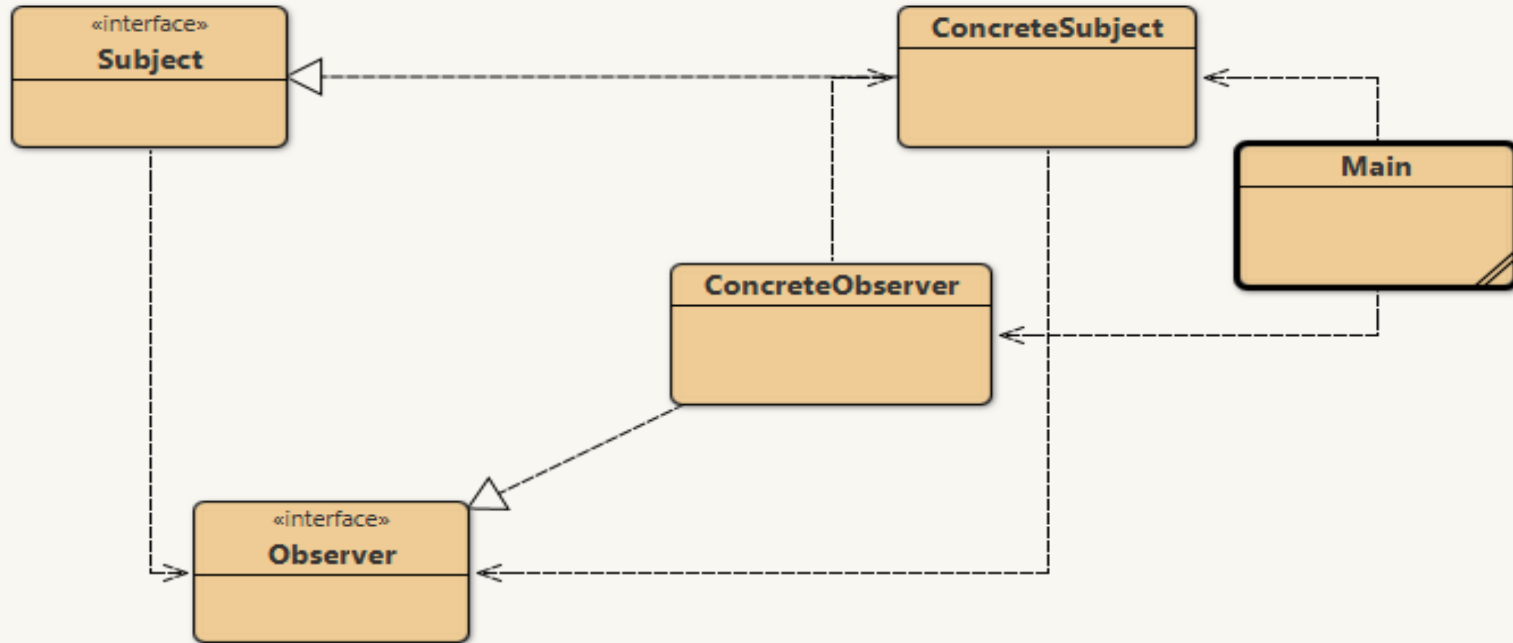 «interface»
Subject
ConcreteSubject
Main
ConcreteObserver
«interface»
Observer